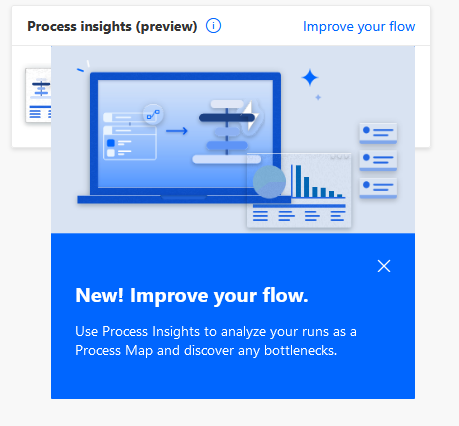 Process insights (preview)
Improve your flow
New! Improve your flow.
Use Process Insights to analyze your runs as a
Process Map and discover any bottlenecks.